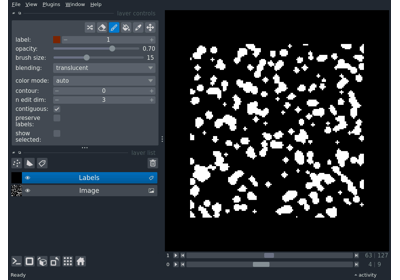 File View Plugins Window Help
layer controls
label: 1
opacity: 0.70
brush size: 15
blending: translucent
color mode: auto
contour: 0
n edit dim: 3
contiguous:
preserve
labels:
show
selected:
layer list
Labels
Image
1 63 127
0 4 9
Ready activity